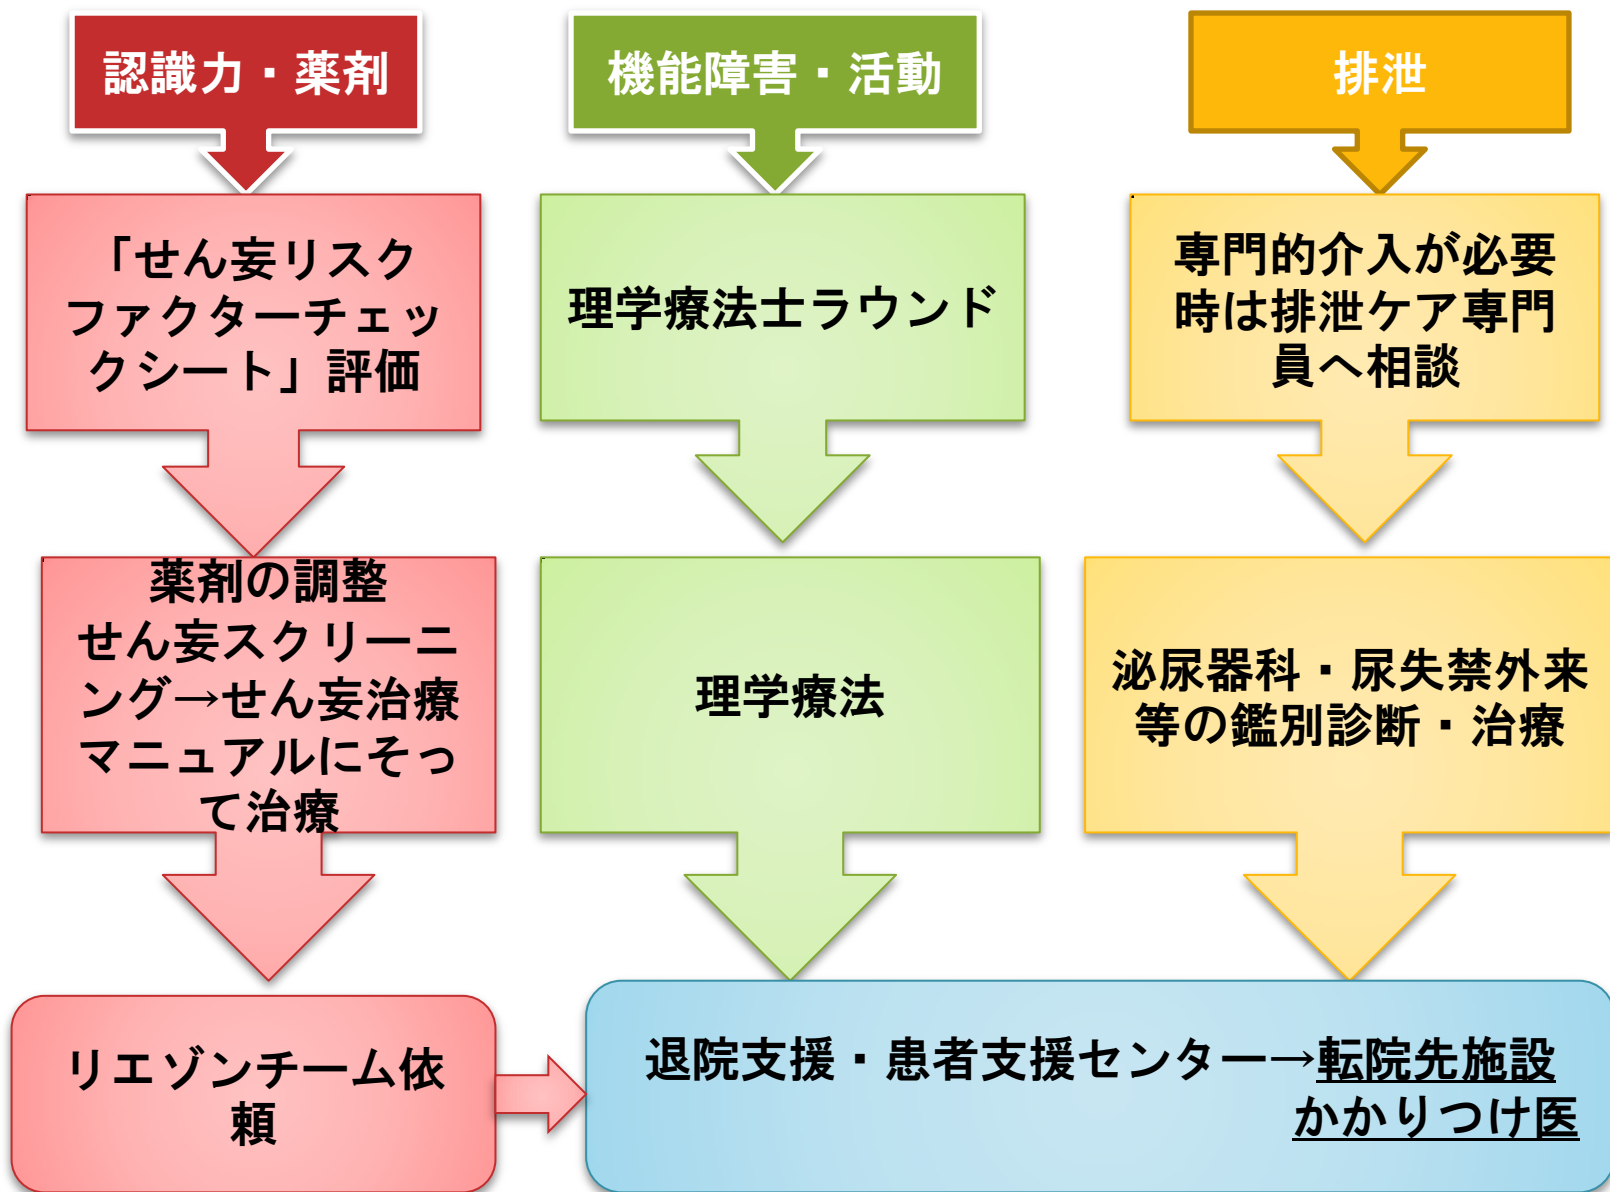 認識力・薬剤
機能障害・活動
排泄
「せん妄リスク
ファクターチェッ
クシート」評価
理学療法士ラウンド
専門的介入が必要
時は排泄ケア専門
員へ相談
薬剤の調整
せん妄スクリーニ
ング→せん妄治療
マニュアルにそっ
て治療
理学療法
泌尿器科・尿失禁外来
等の鑑別診断・治療
リエゾンチーム依
頼
退院支援・患者支援センター→転院先施設
かかりつけ医